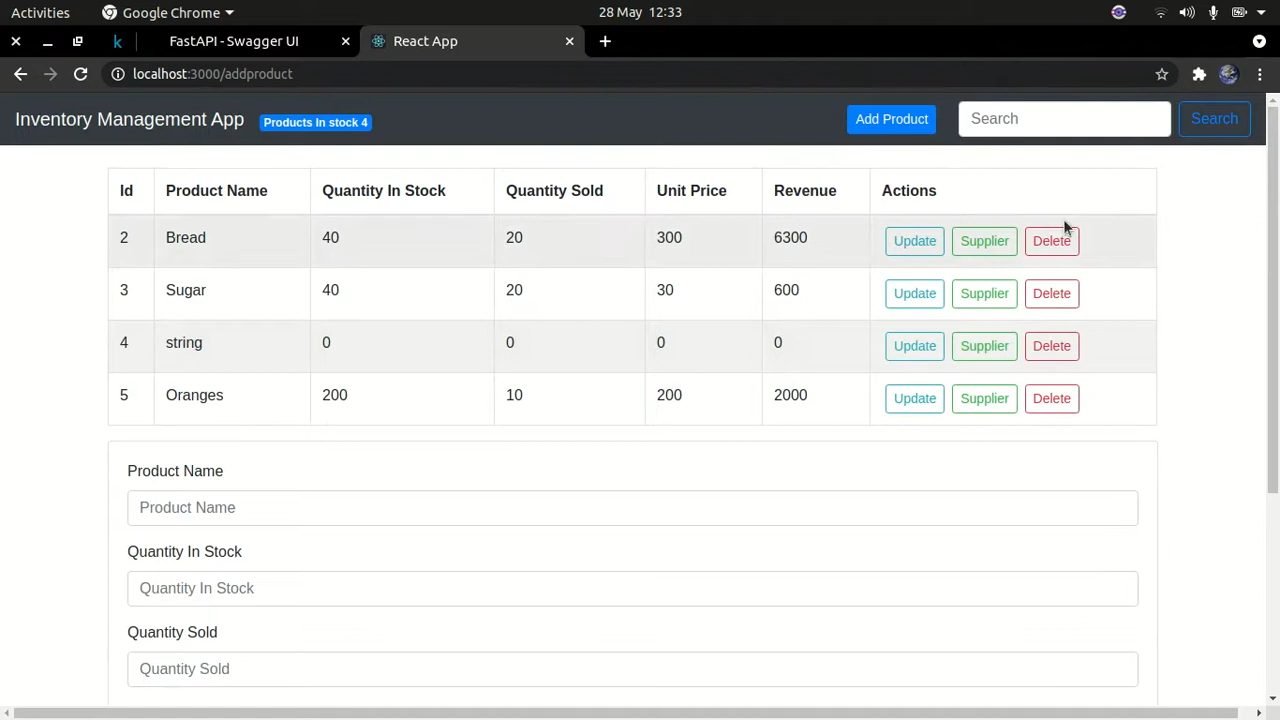 Activities Google Chrome 28 May 12:33
FastAPI - Swagger UI React App
localhost:3000/addproduct
Inventory Management App Products In stock 4 Add Product Search Search
Id Product Name Quantity In Stock Quantity Sold Unit Price Revenue Actions
2 Bread 40 20 300 6300 Update Supplier Delete
3 Sugar 40 20 30 600 Update Supplier Delete
4 string 0 0 0 0 Update Supplier Delete
5 Oranges 200 10 200 2000 Update Supplier Delete
Product Name
Product Name
Quantity In Stock
Quantity In Stock
Quantity Sold
Quantity Sold